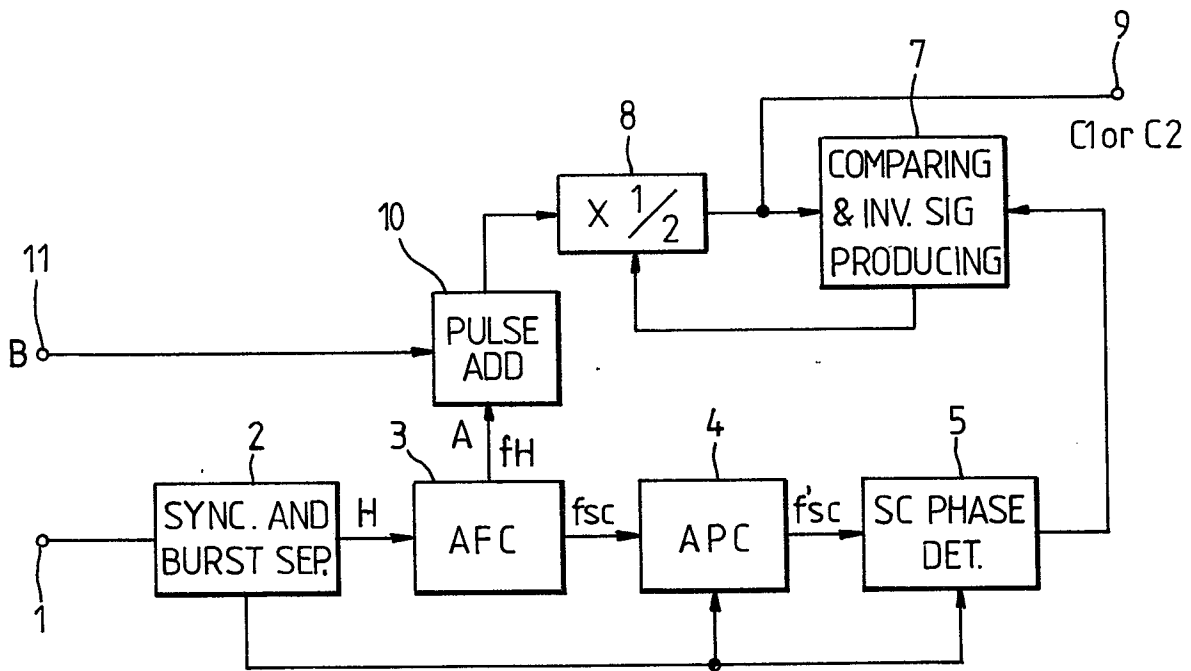 9
7
C1 or C2
8
COMPARING
& INV. SIG
PRODUCING
X 1/2
10
11
B
PULSE
ADD
A
fH
2
3
4
5
SYNC. AND
BURST SEP.
H
AFC
fsc
APC
f'sc
SC PHASE
DET.
1